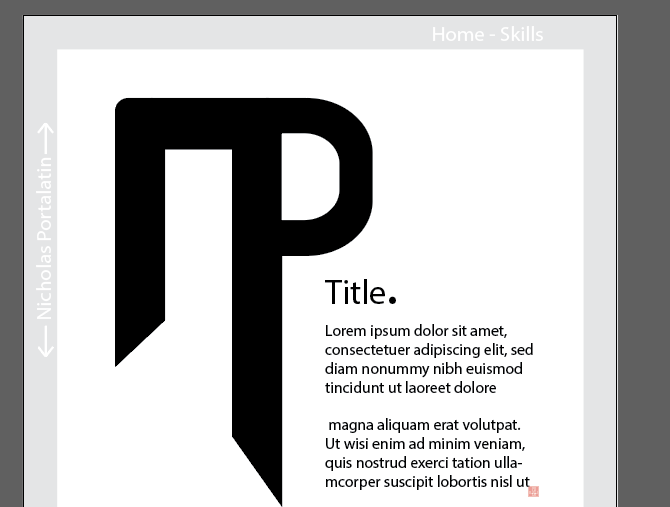 Home - Skills
Nicholas Portalatin
Title.
Lorem ipsum dolor sit amet,
consectetuer adipiscing elit, sed
diam nonummy nibh euismod
tincidunt ut laoreet dolore
magna aliquam erat volutpat.
Ut wisi enim ad minim veniam,
quis nostrud exerci tation ulla-
mcorper suscipit lobortis nisl ut